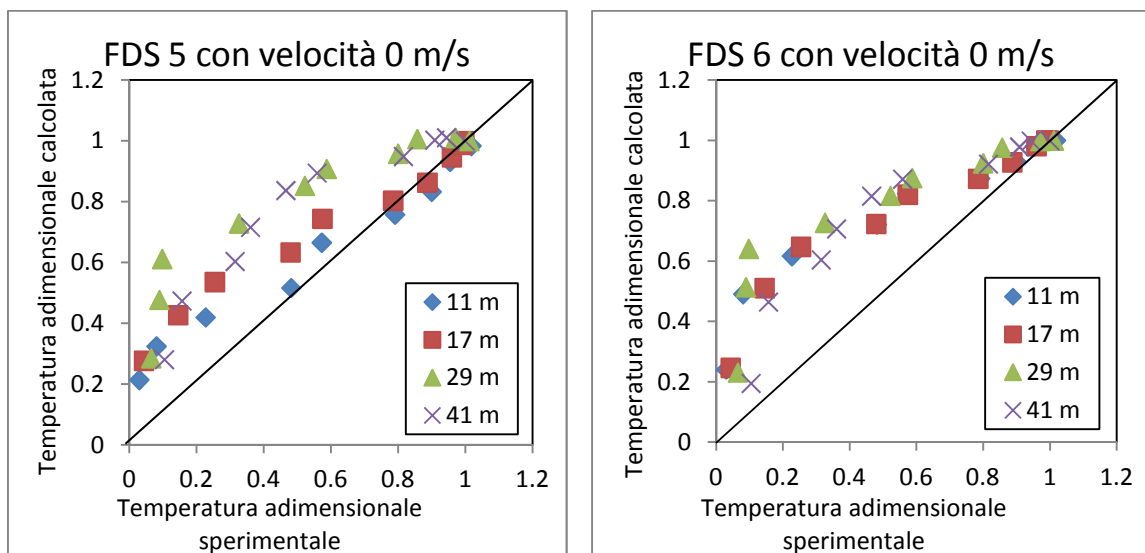 FDS 5 con velocità 0 m/s
Temperatura adimensionale calcolata
1.2
1
0.8
0.6
0.4
0.2
0
0
0.2
0.4
0.6
0.8
1
1.2
Temperatura adimensionale
sperimentale
11 m
17 m
29 m
41 m
FDS 6 con velocità 0 m/s
Temperatura adimensionale calcolata
1.2
1
0.8
0.6
0.4
0.2
0
0
0.2
0.4
0.6
0.8
1
1.2
Temperatura adimensionale
sperimentale
11 m
17 m
29 m
41 m